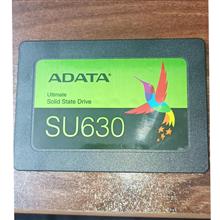 ADATA
Ultimate
Solid State Drive
SU630